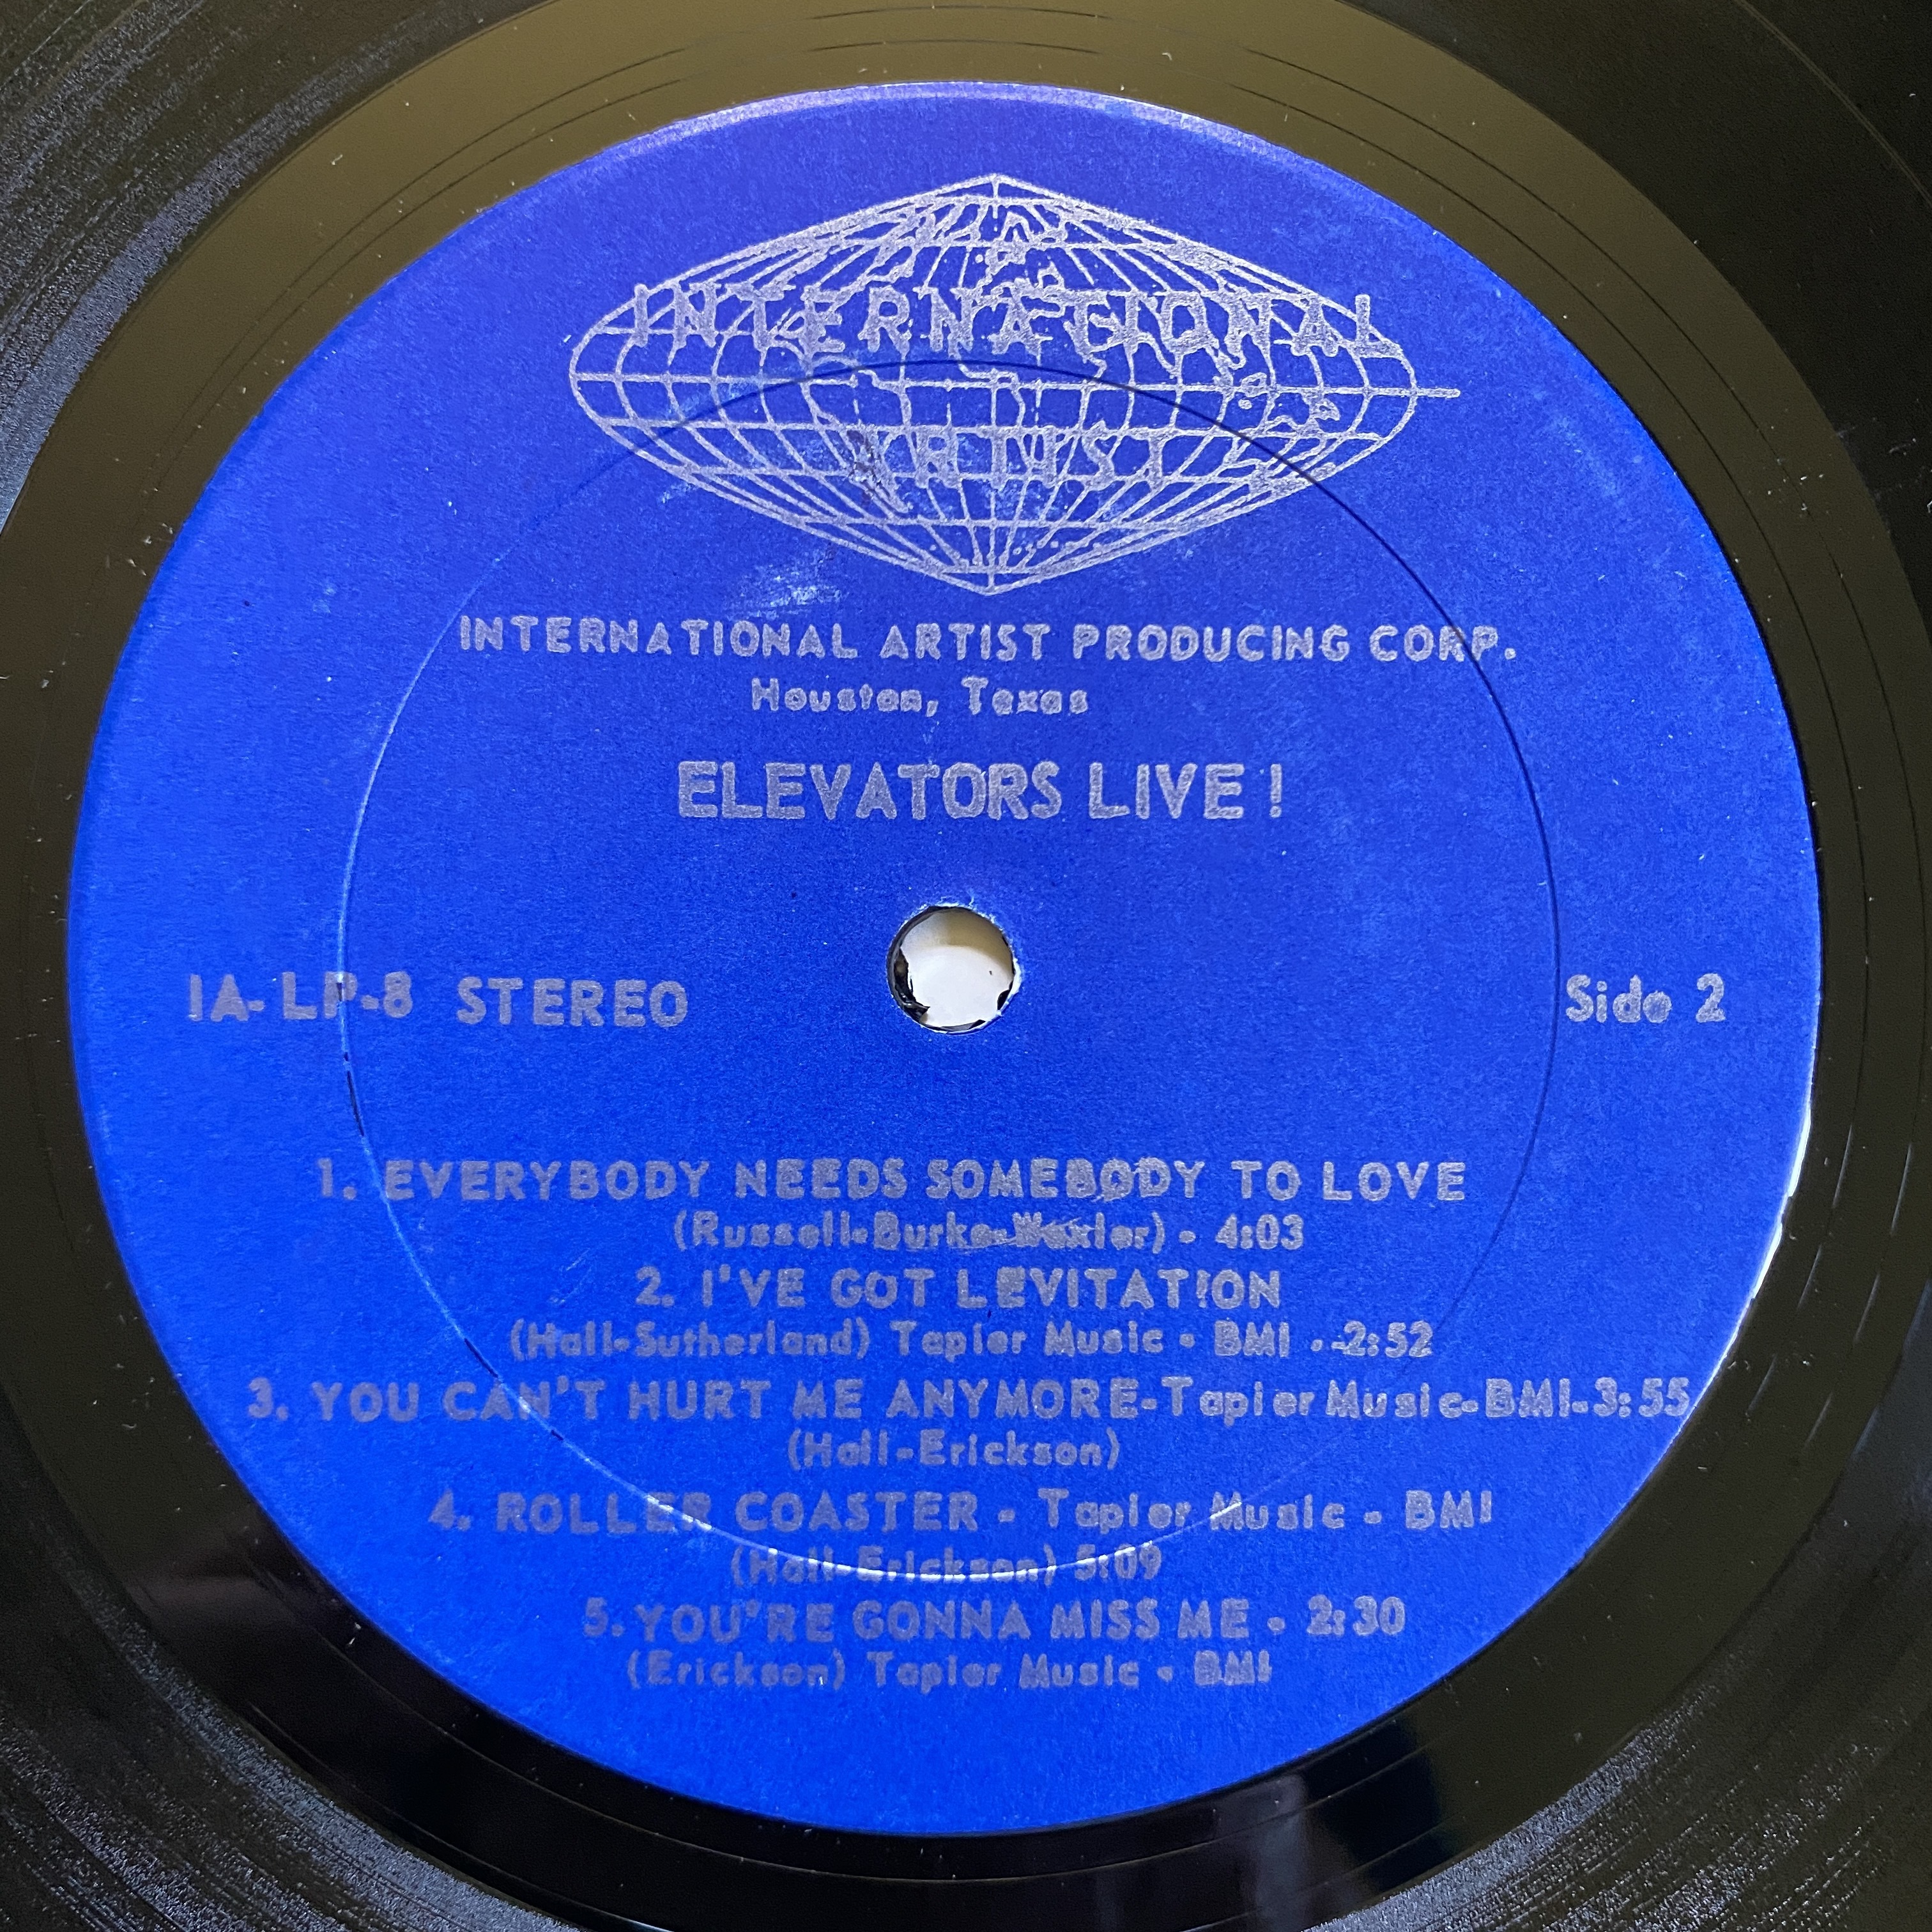 INTERNATIONAL
ARTIST
INTERNATIONAL ARTIST PRODUCING CORP.
Houston, Texas
ELEVATORS LIVE !
IA-LP-8 STEREO
Side 2
1. EVERYBODY NEEDS SOMEBODY TO LOVE
(Russell-Burke-Wexler) - 4:03
2. I'VE GOT LEVITATION
(Hall-Sutherland) Tapier Music - BMI - -2:52
3. YOU CAN'T HURT ME ANYMORE-Tapier Music-BMI-3:55
(Hall-Erickson)
4. ROLLER COASTER - Tapier Music - BMI
(Hall-Erickson) 5:09
5. YOU'RE GONNA MISS ME - 2:30
(Erickson) Tapier Music - BMI